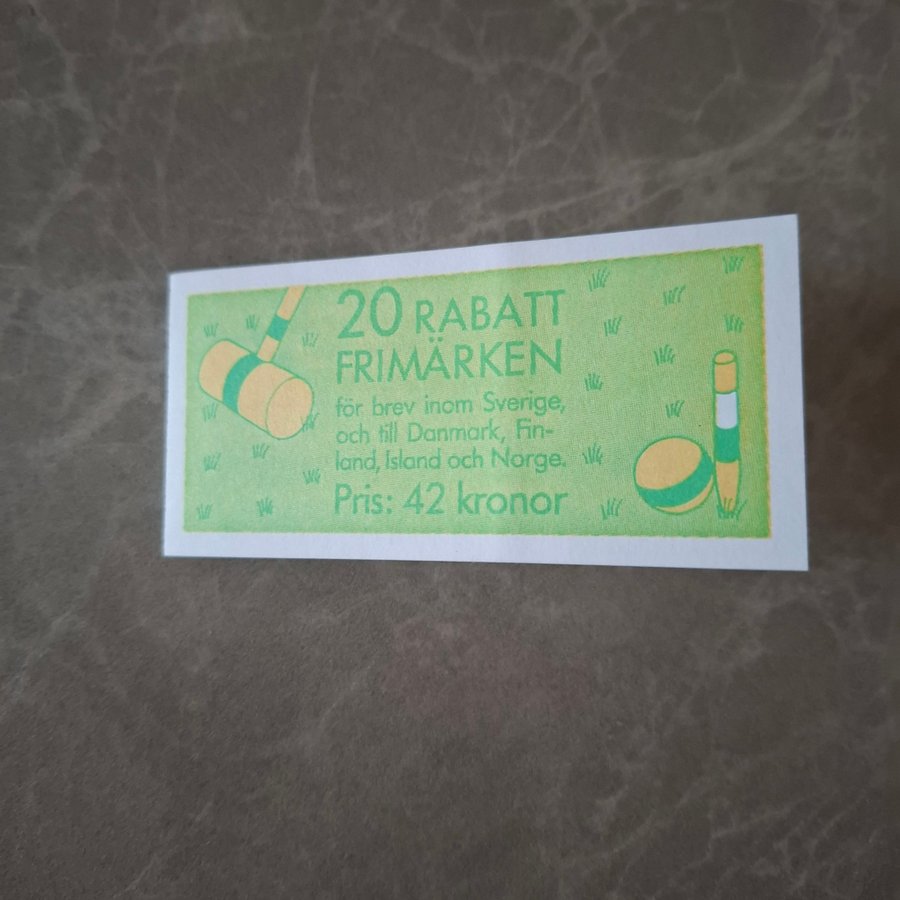 20 RABATT
FRIMÄRKEN
för brev inom Sverige,
och till Danmark, Fin-
land, Island och Norge.
Pris: 42 kronor